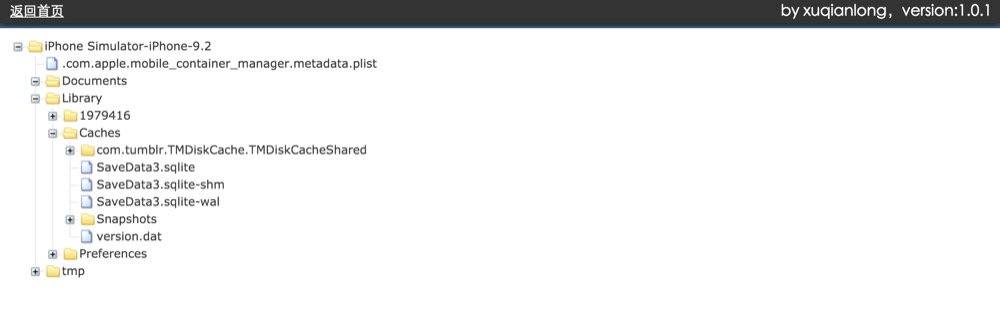 返回首页
by xuqianlong，version:1.0.1
iPhone Simulator-iPhone-9.2
.com.apple.mobile_container_manager.metadata.plist
Documents
Library
1979416
Caches
com.tumblr.TMDiskCache.TMDiskCacheShared
SaveData3.sqlite
SaveData3.sqlite-shm
SaveData3.sqlite-wal
Snapshots
version.dat
Preferences
tmp